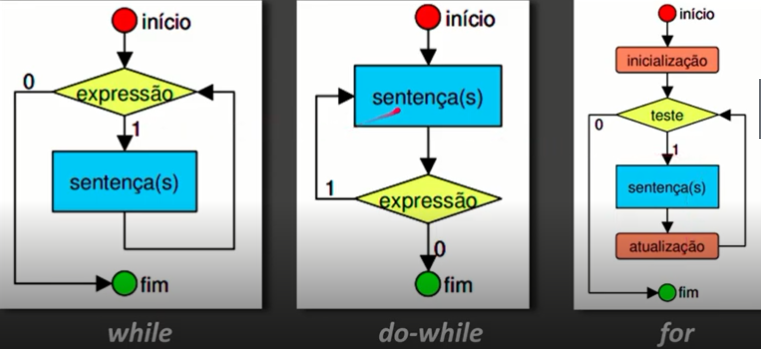 início
0
expressão
1
sentença(s)
fim
while
início
sentença(s)
1
expressão
0
fim
do-while
início
inicialização
teste
0
1
sentença(s)
atualização
fim
for